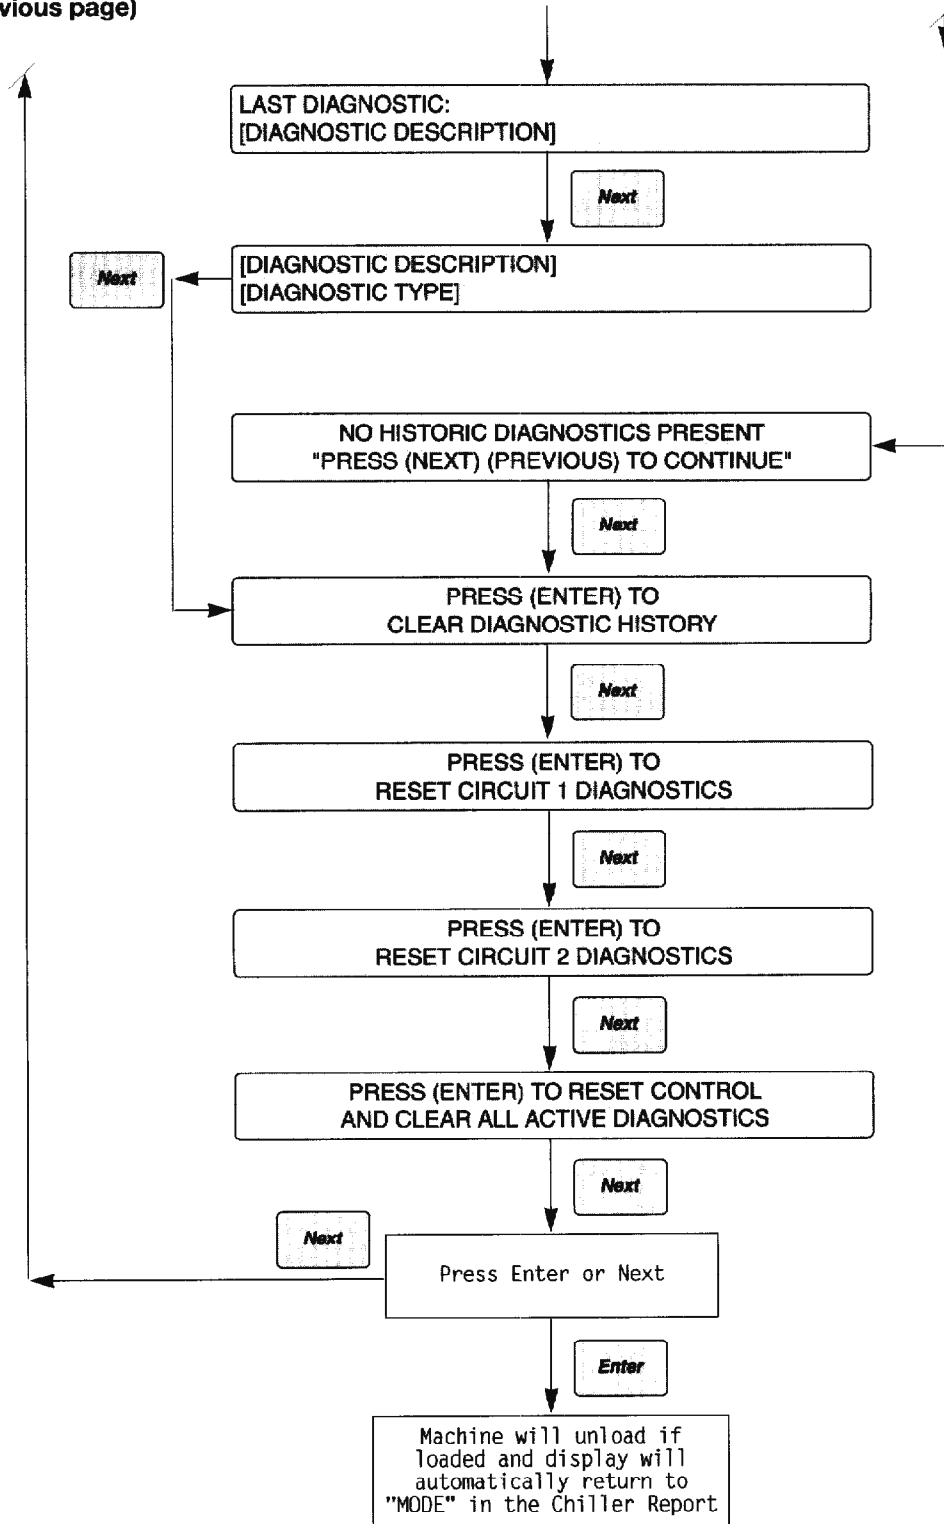 vious page)
LAST DIAGNOSTIC:
[DIAGNOSTIC DESCRIPTION]
Next
[DIAGNOSTIC DESCRIPTION]
[DIAGNOSTIC TYPE]
Next
NO HISTORIC DIAGNOSTICS PRESENT
"PRESS (NEXT) (PREVIOUS) TO CONTINUE"
Next
PRESS (ENTER) TO
CLEAR DIAGNOSTIC HISTORY
Next
PRESS (ENTER) TO
RESET CIRCUIT 1 DIAGNOSTICS
Next
PRESS (ENTER) TO
RESET CIRCUIT 2 DIAGNOSTICS
Next
PRESS (ENTER) TO RESET CONTROL
AND CLEAR ALL ACTIVE DIAGNOSTICS
Next
Next
Press Enter or Next
Enter
Machine will unload if
loaded and display will
automatically return to
"MODE" in the Chiller Report